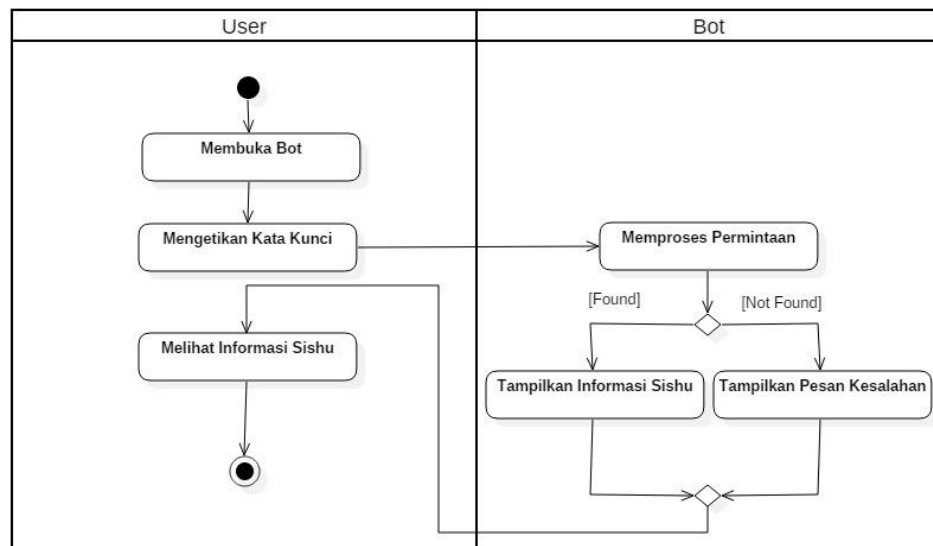 User
Bot
Membuka Bot
Mengetikan Kata Kunci
Memproses Permintaan
[Found]
[Not Found]
Melihat Informasi Sishu
Tampilkan Informasi Sishu
Tampilkan Pesan Kesalahan